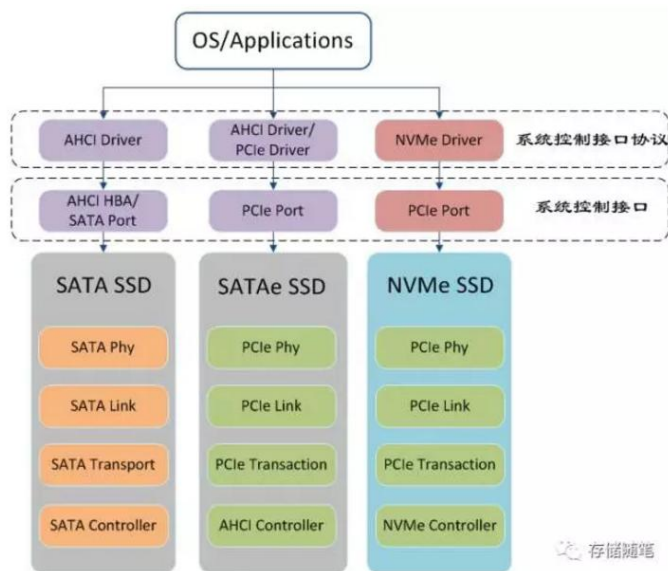 OS/Applications
AHCI Driver
AHCI Driver/
PCIe Driver
NVMe Driver
系统控制接口协议
AHCI HBA/
SATA Port
PCIe Port
PCIe Port
系统控制接口
SATA SSD
SATAe SSD
NVMe SSD
SATA Phy
PCIe Phy
PCIe Phy
SATA Link
PCIe Link
PCIe Link
SATA Transport
PCIe Transaction
PCIe Transaction
SATA Controller
AHCI Controller
NVMe Controller
存储随笔